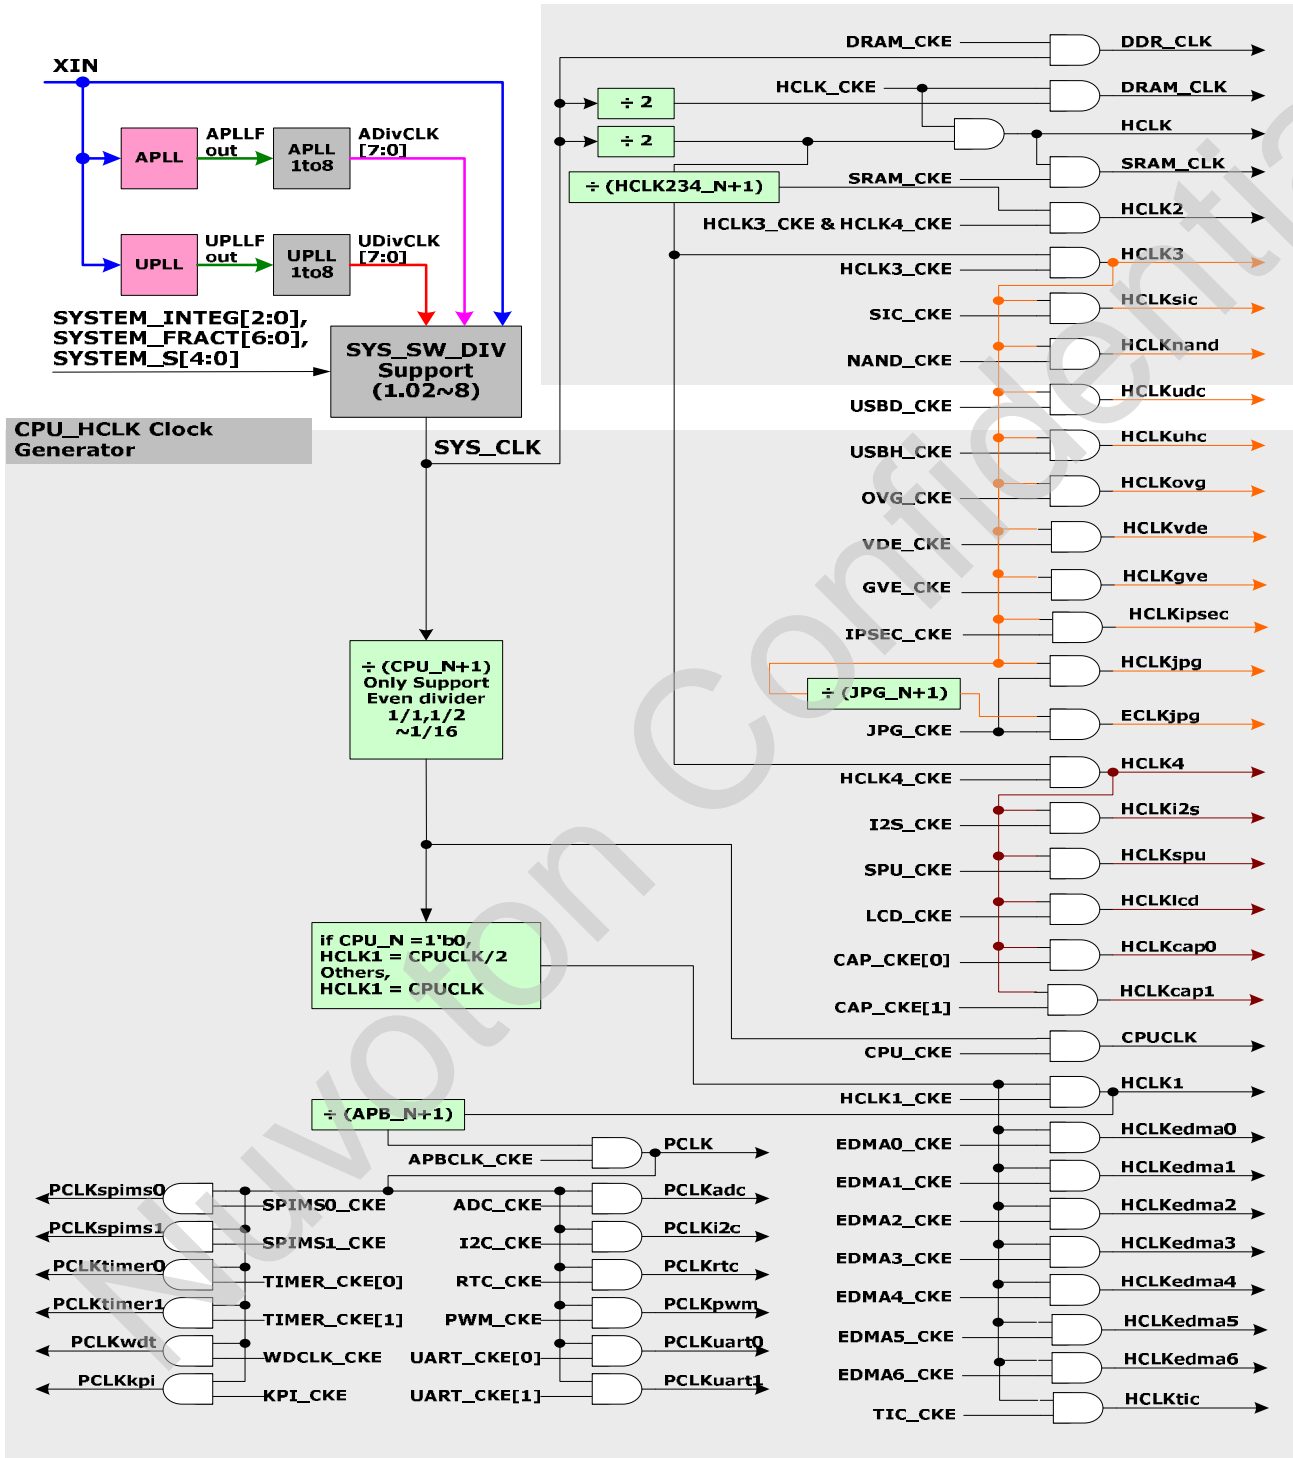 XIN
APLL
APLLF
out
APLL
1to8
ADivCLK
[7:0]
UPLL
UPLLF
out
UPLL
1to8
UDivCLK
[7:0]
SYSTEM_INTEG[2:0],
SYSTEM_FRACT[6:0],
SYSTEM_S[4:0]
SYS_SW_DIV
Support
(1.02~8)
CPU_HCLK Clock
Generator
SYS_CLK
÷ (CPU_N+1)
Only Support
Even divider
1/1,1/2
~1/16
if CPU_N =1'b0,
HCLK1 = CPUCLK/2
Others,
HCLK1 = CPUCLK
DRAM_CKE
DDR_CLK
÷ 2
HCLK_CKE
DRAM_CLK
÷ 2
HCLK
÷ (HCLK234_N+1)
SRAM_CKE
SRAM_CLK
HCLK3_CKE & HCLK4_CKE
HCLK2
HCLK3_CKE
HCLK3
SIC_CKE
HCLKsic
NAND_CKE
HCLKnand
USBD_CKE
HCLKudc
USBH_CKE
HCLKuhc
OVG_CKE
HCLKovg
VDE_CKE
HCLKvde
GVE_CKE
HCLKgve
IPSEC_CKE
HCLKipsec
HCLKjpg
÷ (JPG_N+1)
JPG_CKE
ECLKjpg
HCLK4_CKE
HCLK4
I2S_CKE
HCLKi2s
SPU_CKE
HCLKspu
LCD_CKE
HCLKlcd
CAP_CKE[0]
HCLKcap0
CAP_CKE[1]
HCLKcap1
CPU_CKE
CPUCLK
HCLK1_CKE
HCLK1
EDMA0_CKE
HCLKedma0
EDMA1_CKE
HCLKedma1
EDMA2_CKE
HCLKedma2
EDMA3_CKE
HCLKedma3
EDMA4_CKE
HCLKedma4
EDMA5_CKE
HCLKedma5
EDMA6_CKE
HCLKedma6
TIC_CKE
HCLKtic
÷ (APB_N+1)
APBCLK_CKE
PCLK
PCLKspims0
SPIMS0_CKE
ADC_CKE
PCLKadc
PCLKspims1
SPIMS1_CKE
I2C_CKE
PCLKi2c
PCLKtimer0
TIMER_CKE[0]
RTC_CKE
PCLKrtc
PCLKtimer1
TIMER_CKE[1]
PWM_CKE
PCLKpwm
PCLKwdt
WDCLK_CKE
UART_CKE[0]
PCLKuart0
PCLKkpi
KPI_CKE
UART_CKE[1]
PCLKuart1
Nuvoton Confidentia